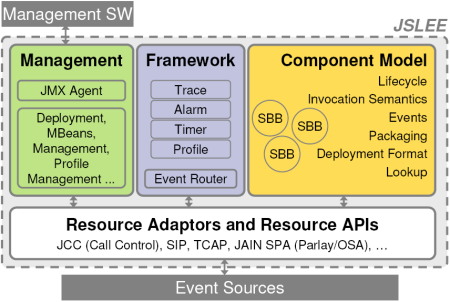 Management SW
JSLEE
Management
JMX Agent
Deployment,
MBeans,
Management,
Profile
Management ...
Framework
Trace
Alarm
Timer
Profile
Event Router
Component Model
Lifecycle
Invocation Semantics
Events
Packaging
Deployment Format
Lookup
SBB
SBB
SBB
Resource Adaptors and Resource APIs
JCC (Call Control), SIP, TCAP, JAIN SPA (Parlay/OSA), ...
Event Sources